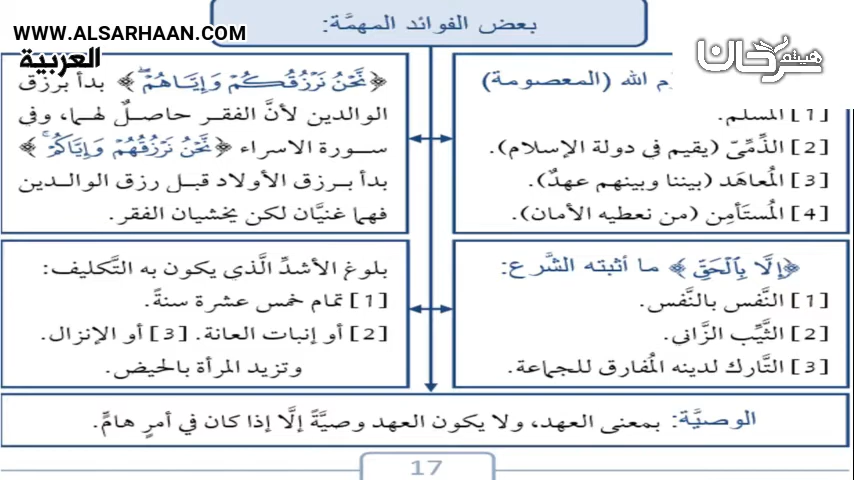 WWW.ALSARHAAN.COM
العربية
هيثم سرحان
بعض الفوائد المهمَّة:
الله (المعصومة)
[1] المسلم.
[2] الذِّمِّيّ (يقيم في دولة الإسلام).
[3] المُعاهَد (بيننا وبينهم عهدٌ).
[4] المُستَأمِن (من نعطيه الأمان).
﴿نَّحْنُ نَرْزُقُكُمْ وَإِيَّاهُمْ﴾ بدأ برزق
الوالدين لأنَّ الفقر حاصلٌ لهما، وفي
سورة الاسراء ﴿نَّحْنُ نَرْزُقُهُمْ وَإِيَّاكُمْ﴾
بدأ برزق الأولاد قبل رزق الوالدين
فهما غنيَّان لكن يخشيان الفقر.
﴿إِلَّا بِالْحَقِّ﴾ ما أثبته الشَّرع:
[1] النَّفس بالنَّفس.
[2] الثَّيِّب الزَّاني.
[3] التَّارك لدينه المُفارق للجماعة.
بلوغ الأشدِّ الَّذي يكون به التَّكليف:
[1] تمام خمس عشرة سنةً.
[2] أو إنبات العانة. [3] أو الإنزال.
وتزيد المرأة بالحيض.
الوصيَّة: بمعنى العهد، ولا يكون العهد وصيَّةً إلَّا إذا كان في أمرٍ هامٍّ.
17